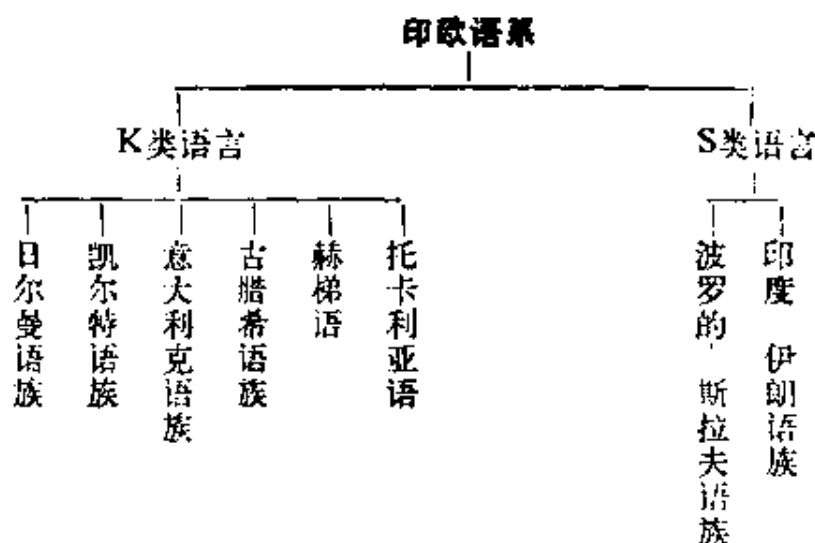 印欧语系
K类语言
S类语言
日尔曼语族
凯尔特语族
意大利克语族
古腊希语族
赫梯语
托卡利亚语
波罗的-斯拉夫语族
印度 伊朗语族